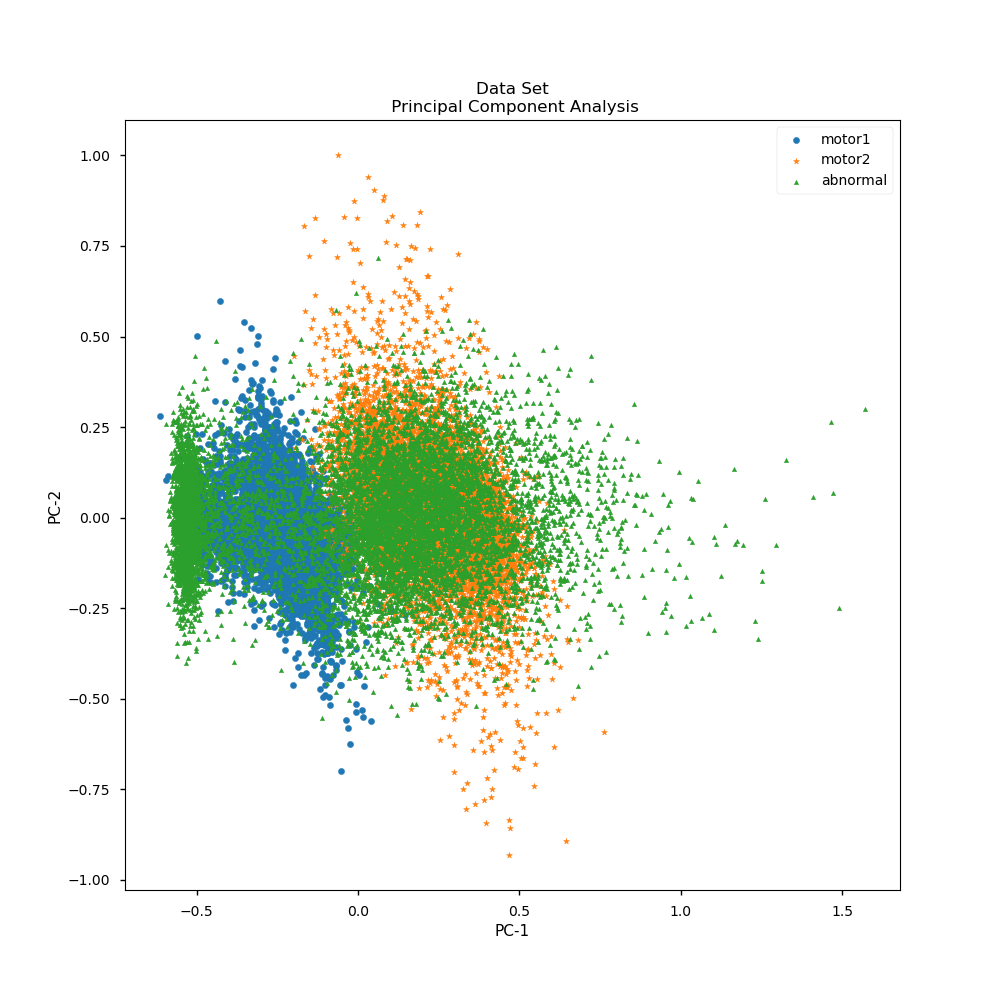 Data Set
Principal Component Analysis
motor1
motor2
abnormal
1.00
0.75
0.50
0.25
0.00
−0.25
−0.50
−0.75
−1.00
PC-2
−0.5
0.0
0.5
1.0
1.5
PC-1